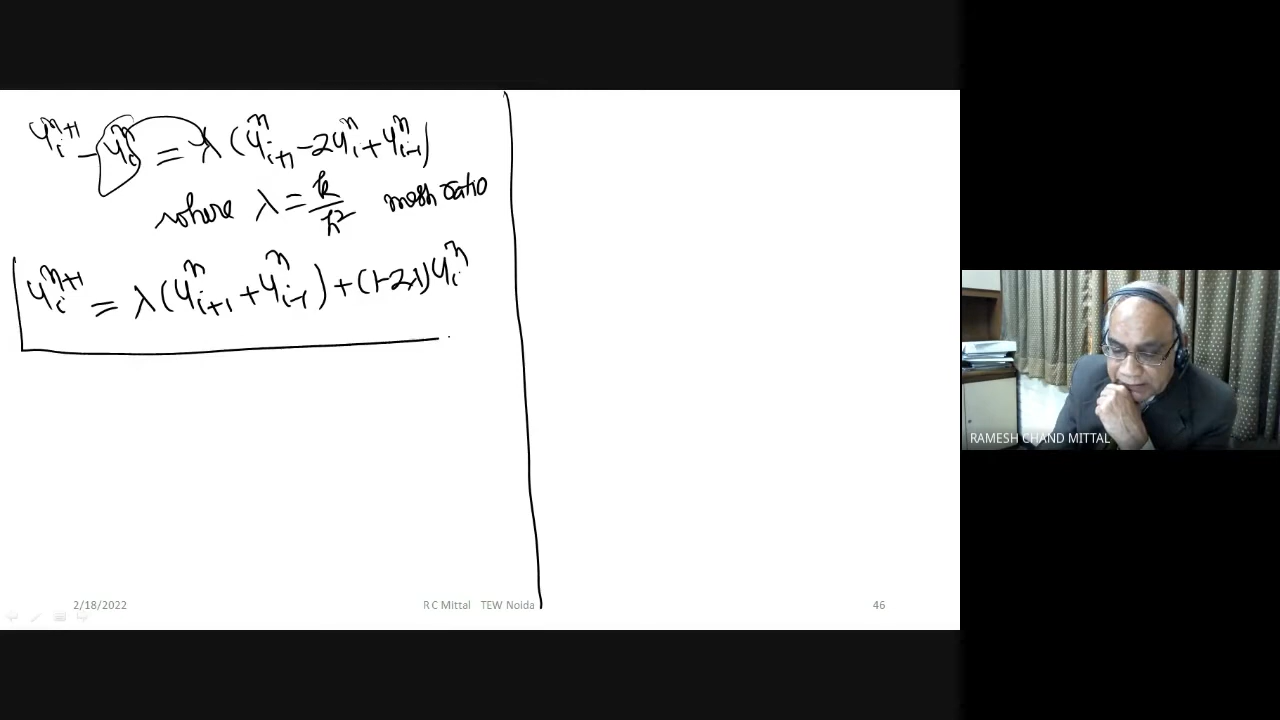 u_i^{n+1} - u_i^n = λ(u_{i+1}^n - 2u_i^n + u_{i-1}^n)
where λ = k/h² mesh ratio
u_i^{n+1} = λ(u_{i+1}^n + u_{i-1}^n) + (1-2λ)u_i^n
RAMESH CHAND MITTAL
2/18/2022 R C Mittal TEW Noida 46